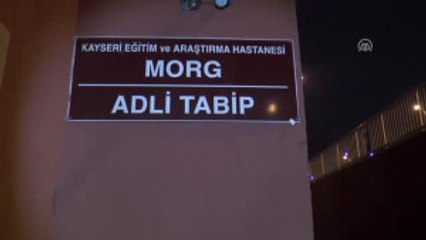 KAYSERİ EĞİTİM ve ARAŞTIRMA HASTANESİ
MORG
ADLİ TABİP